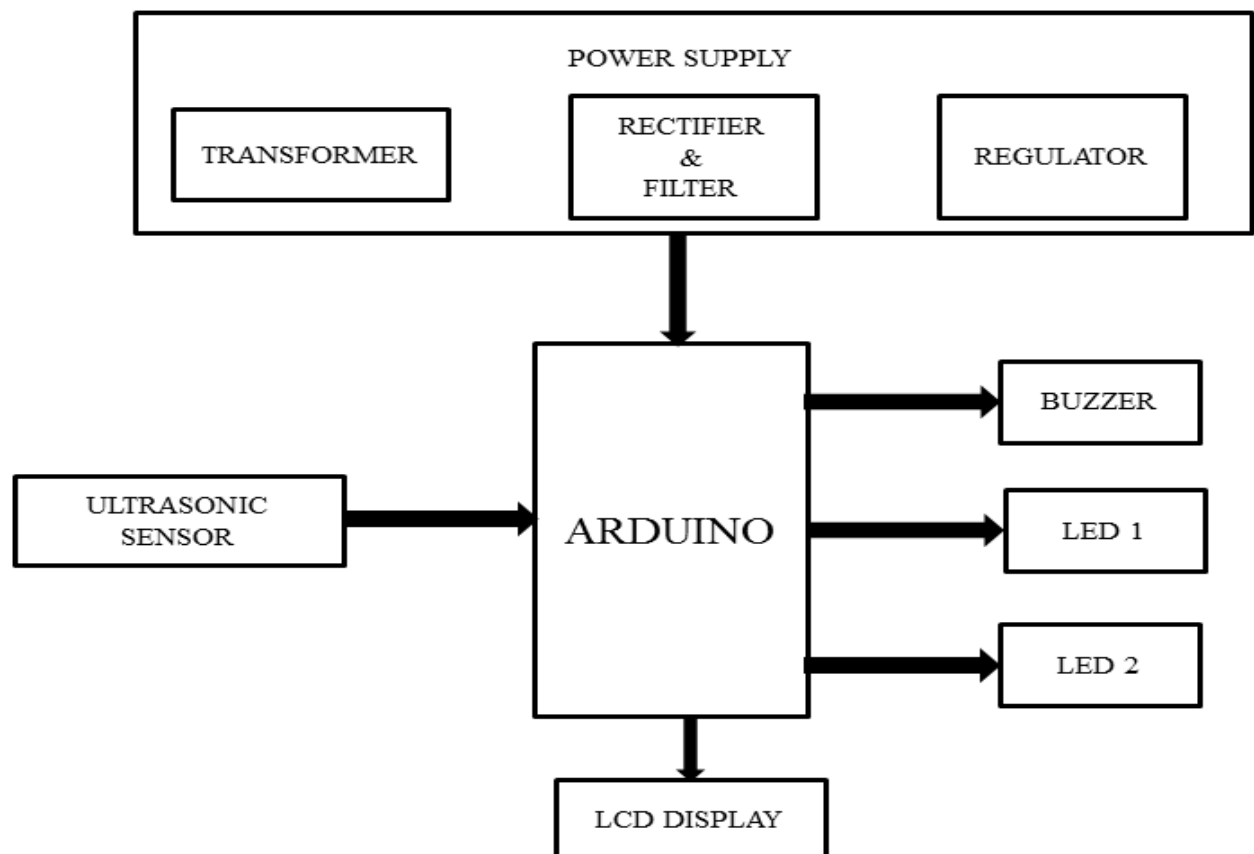 POWER SUPPLY
TRANSFORMER
RECTIFIER
&
FILTER
REGULATOR
BUZZER
ULTRASONIC
SENSOR
ARDUINO
LED 1
LED 2
LCD DISPLAY